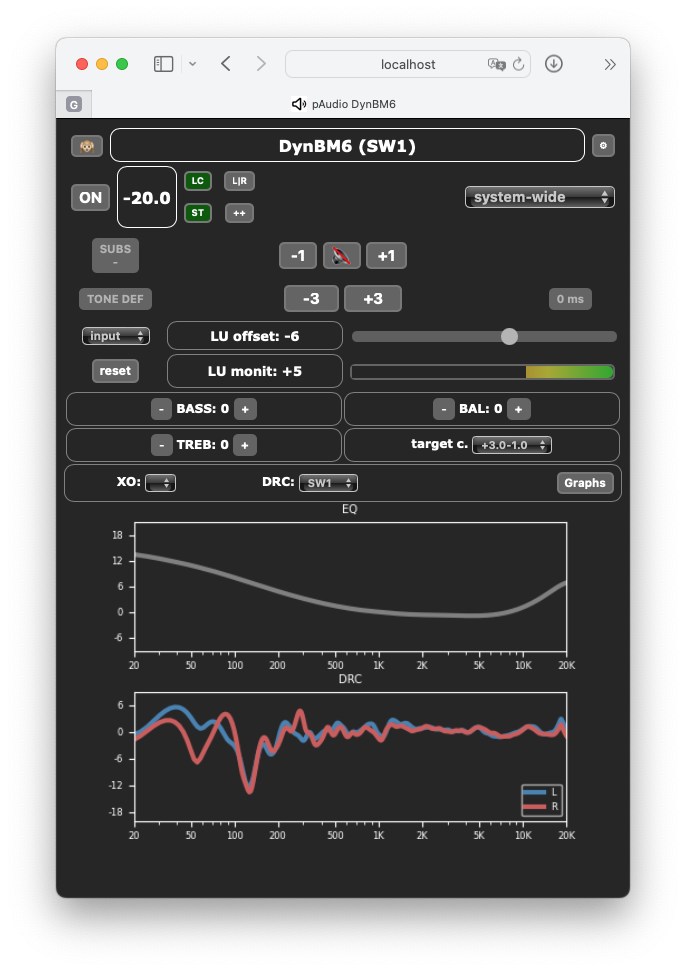 localhost
G
pAudio DynBM6
DynBM6 (SW1)
ON
-20.0
LC
L|R
ST
++
system-wide
SUBS
-
-1
+1
TONE DEF
-3
+3
0 ms
input
LU offset: -6
reset
LU monit: +5
- BASS: 0 +
- BAL: 0 +
- TREB: 0 +
target c. +3.0-1.0
XO:
DRC: SW1
Graphs
EQ
18
12
6
0
-6
20 50 100 200 500 1K 2K 5K 10K 20K
DRC
6
0
-6
-12
-18
L
R
20 50 100 200 500 1K 2K 5K 10K 20K